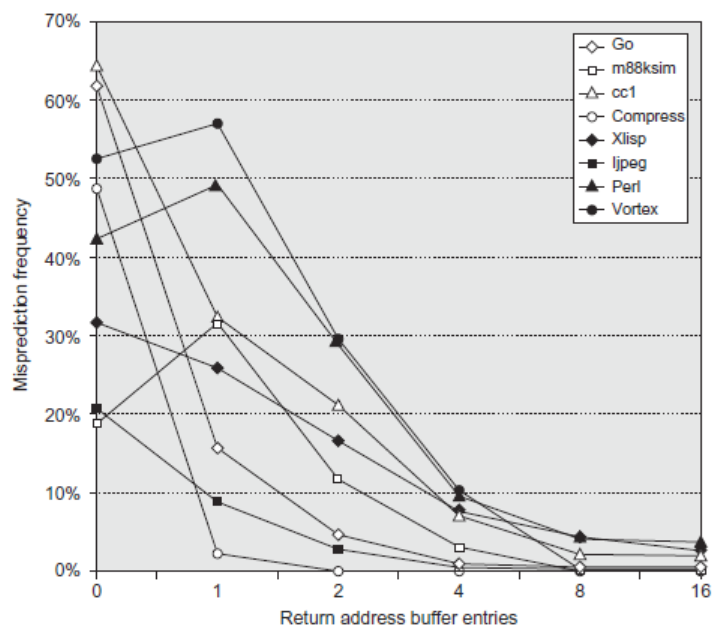 70%
60%
50%
40%
30%
20%
10%
0%
Misprediction frequency
Go
m88ksim
cc1
Compress
Xlisp
Ijpeg
Perl
Vortex
0 1 2 4 8 16
Return address buffer entries